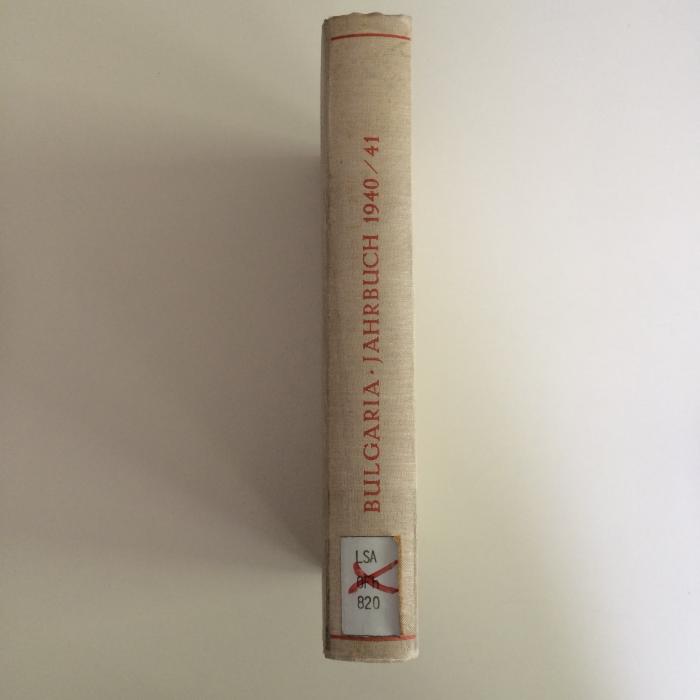 BULGARIA · JAHRBUCH 1940/41
LSA
820